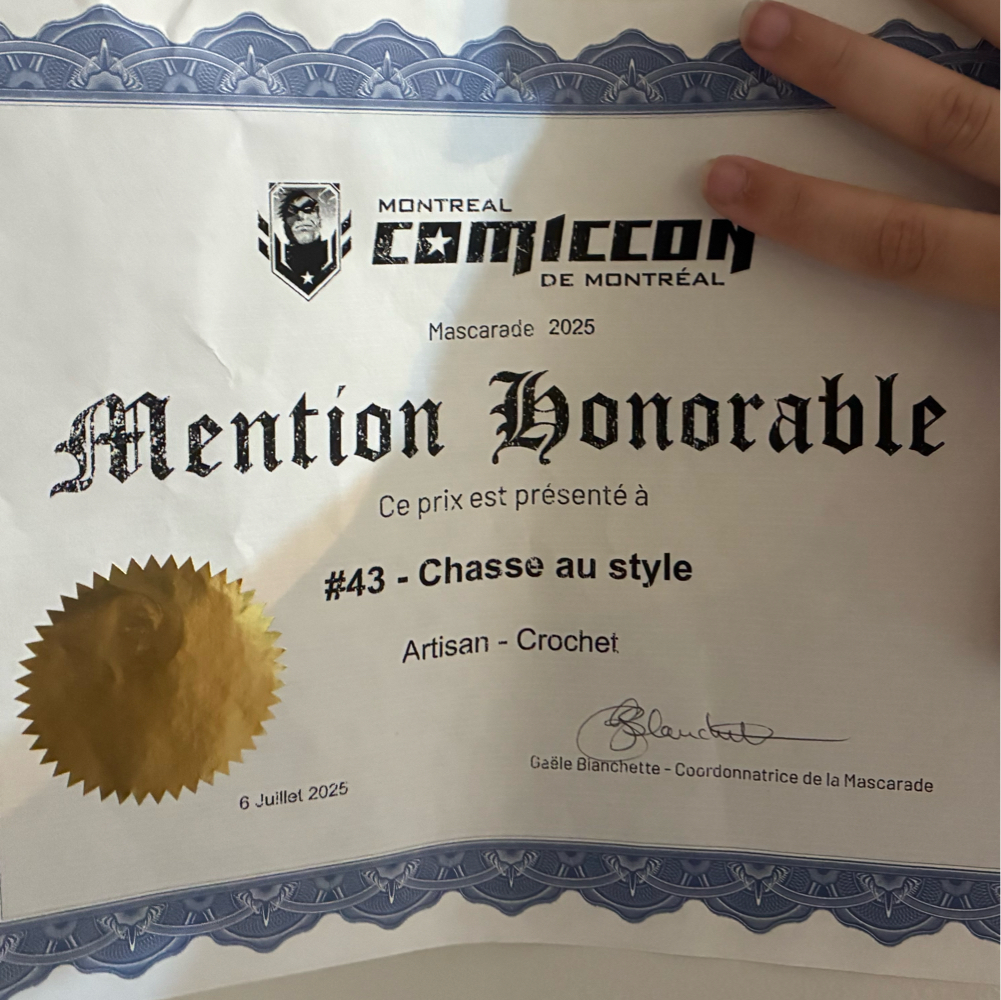 MONTREAL
COMICCON
DE MONTRÉAL
Mascarade 2025
Mention Honorable
Ce prix est présenté à
#43 - Chasse au style
Artisan - Crochet
GBlanchette
Gaële Blanchette - Coordonnatrice de la Mascarade
6 Juillet 2025